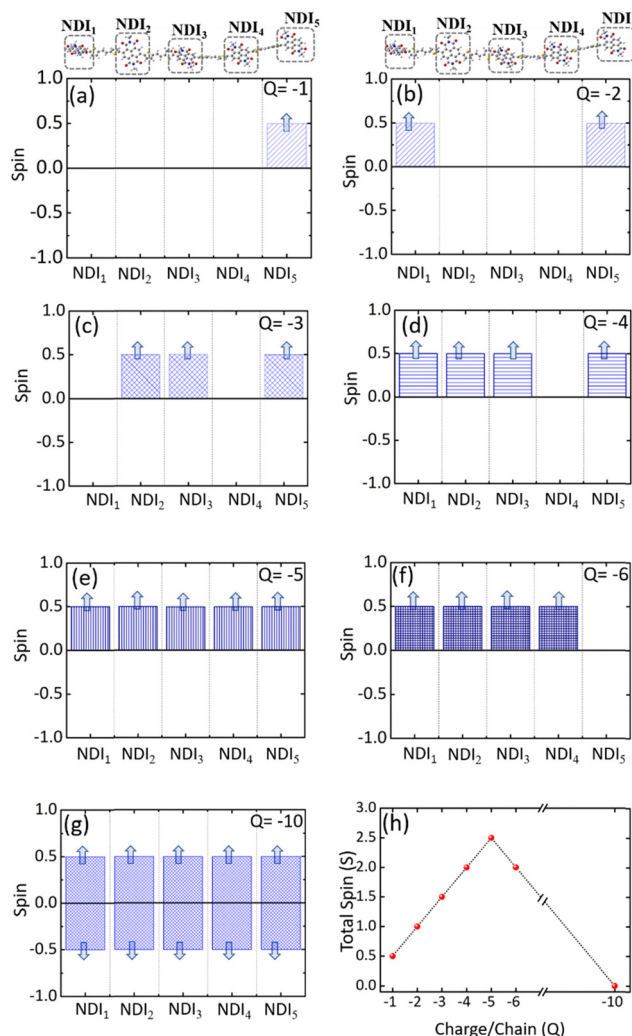 NDI₁ NDI₂ NDI₃ NDI₄ NDI₅
NDI₁ NDI₂ NDI₃ NDI₄ NDI
(a) Q= -1
1.0
0.5
0.0
-0.5
-1.0
Spin
NDI₁ NDI₂ NDI₃ NDI₄ NDI₅
(b) Q= -2
1.0
0.5
0.0
-0.5
-1.0
Spin
NDI₁ NDI₂ NDI₃ NDI₄ NDI₅
(c) Q= -3
1.0
0.5
0.0
-0.5
-1.0
Spin
NDI₁ NDI₂ NDI₃ NDI₄ NDI₅
(d) Q= -4
1.0
0.5
0.0
-0.5
-1.0
Spin
NDI₁ NDI₂ NDI₃ NDI₄ NDI₅
(e) Q= -5
1.0
0.5
0.0
-0.5
-1.0
Spin
NDI₁ NDI₂ NDI₃ NDI₄ NDI₅
(f) Q= -6
1.0
0.5
0.0
-0.5
-1.0
Spin
NDI₁ NDI₂ NDI₃ NDI₄ NDI₅
(g) Q= -10
1.0
0.5
0.0
-0.5
-1.0
Spin
NDI₁ NDI₂ NDI₃ NDI₄ NDI₅
(h)
3.0
2.5
2.0
1.5
1.0
0.5
0.0
Total Spin (S)
-1 -2 -3 -4 -5 -6 -10
Charge/Chain (Q)